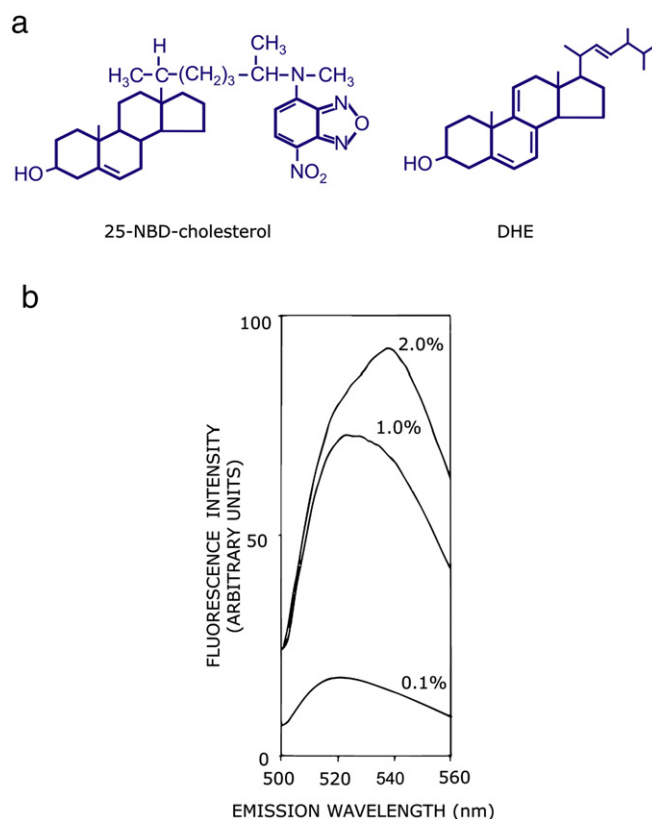 a
H
CH₃
H₃C-C-(CH₂)₃-CH-N-CH₃
N
O
N
NO₂
HO
HO
25-NBD-cholesterol
DHE
b
100
2.0%
1.0%
50
0.1%
0
500
520
540
560
FLUORESCENCE INTENSITY
(ARBITRARY UNITS)
EMISSION WAVELENGTH (nm)